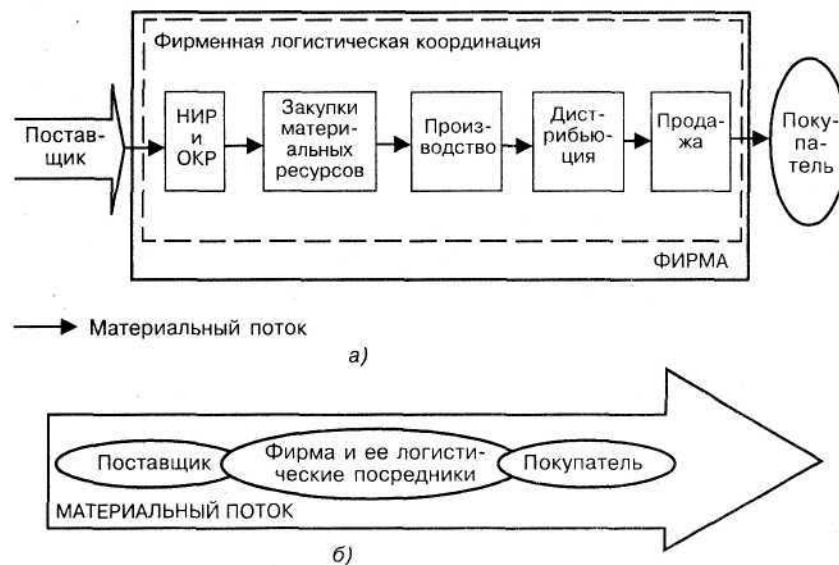 Фирменная логистическая координация
Постав-
щик
НИР
и
ОКР
Закупки
матери-
альных
ресурсов
Произ-
водство
Дист-
рибью-
ция
Прода-
жа
Поку-
па-
тель
ФИРМА
Материальный поток
а)
Поставщик
Фирма и ее логисти-
ческие посредники
Покупатель
МАТЕРИАЛЬНЫЙ ПОТОК
б)